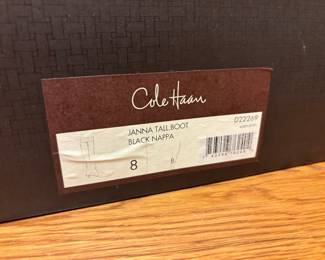 Cole Haan
JANNA TALL.BOOT
BLACK NAPPA
D22269
8
B